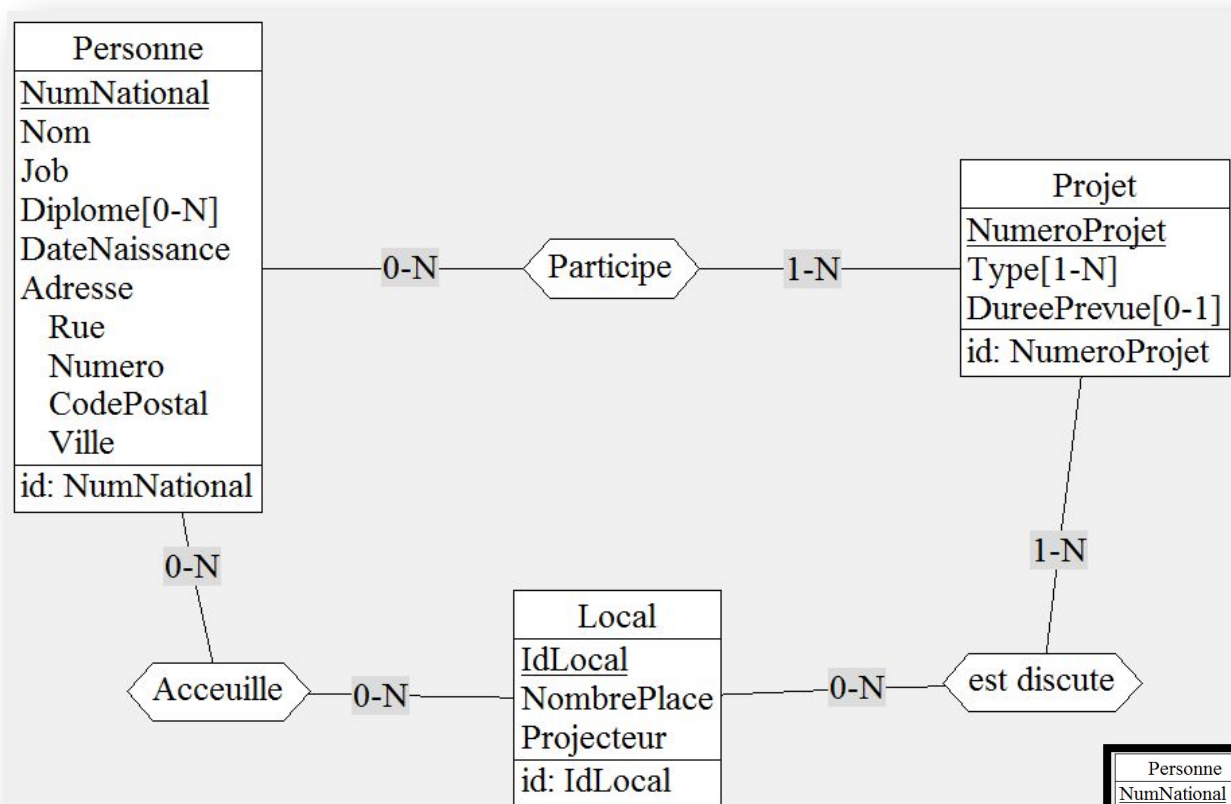 Personne
NumNational
Nom
Job
Diplome[0-N]
DateNaissance
Adresse
Rue
Numero
CodePostal
Ville
id: NumNational
0-N
Participe
1-N
Projet
NumeroProjet
Type[1-N]
DureePrevue[0-1]
id: NumeroProjet
0-N
Acceuille
0-N
Local
IdLocal
NombrePlace
Projecteur
id: IdLocal
0-N
est discute
1-N
Personne
NumNational